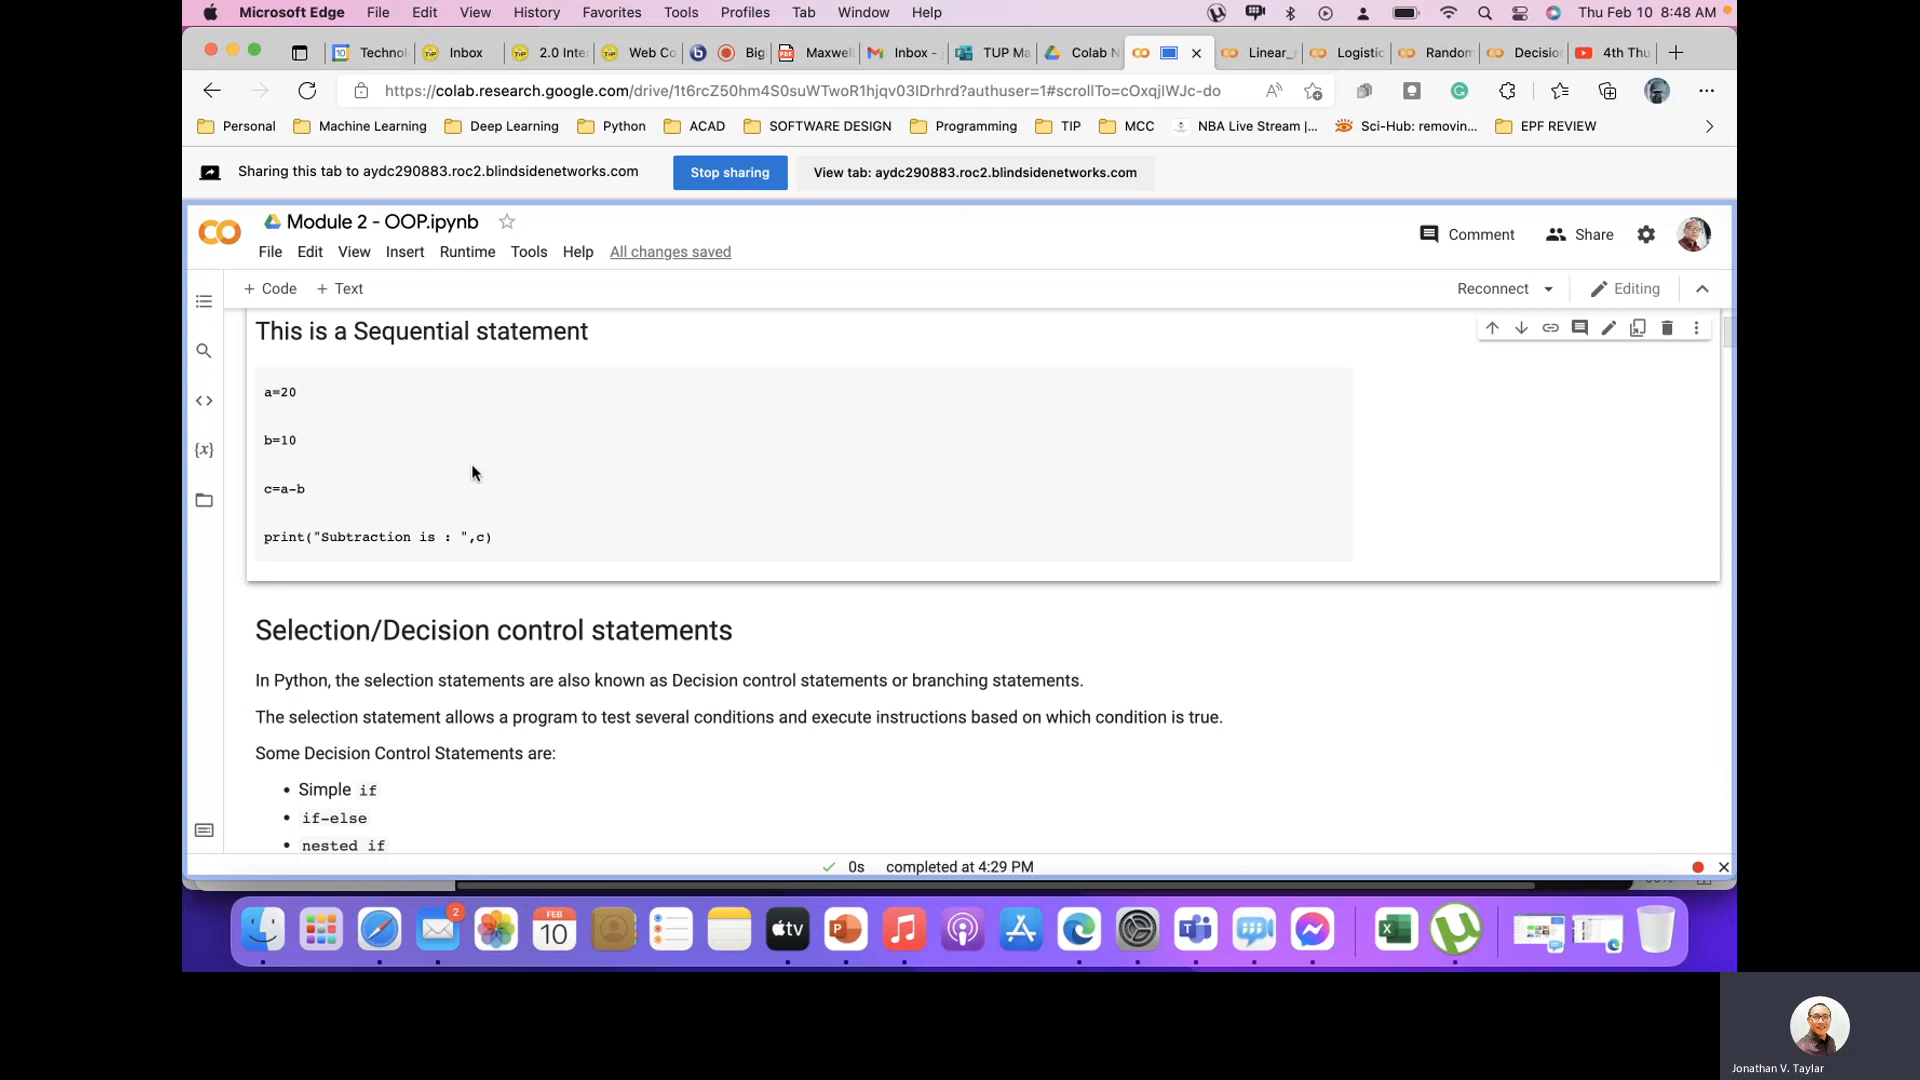 Microsoft Edge File Edit View History Favorites Tools Profiles Tab Window Help Thu Feb 10 8:48 AM
10 Technol TiP Inbox TiP 2.0 Inte TiP Web Co b Big PDF Maxwel Inbox - TUP Ma Colab N Linear_ Logistic Random Decisio 4th Thu
https://colab.research.google.com/drive/1t6rcZ50hm4S0suWTwoR1hjqv03IDrhrd?authuser=1#scrollTo=cOxqjlWJc-do
Personal Machine Learning Deep Learning Python ACAD SOFTWARE DESIGN Programming TIP MCC NBA Live Stream |... Sci-Hub: removin... EPF REVIEW
Sharing this tab to aydc290883.roc2.blindsidenetworks.com Stop sharing View tab: aydc290883.roc2.blindsidenetworks.com
Module 2 - OOP.ipynb
Comment Share
File Edit View Insert Runtime Tools Help All changes saved
+ Code + Text Reconnect Editing
This is a Sequential statement
a=20
b=10
c=a-b
print("Subtraction is : ",c)
Selection/Decision control statements
In Python, the selection statements are also known as Decision control statements or branching statements.
The selection statement allows a program to test several conditions and execute instructions based on which condition is true.
Some Decision Control Statements are:
• Simple if
• if-else
• nested if
0s completed at 4:29 PM
2 FEB 10 tv P X
Jonathan V. Taylor